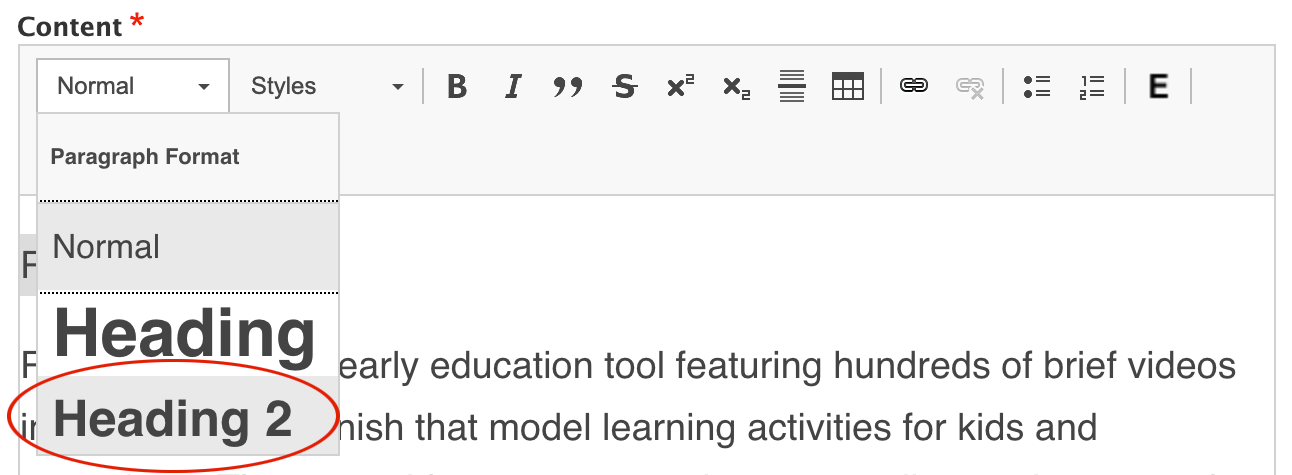 Content *
Normal Styles B I ” S x² x₂ E
Paragraph Format
Normal
Heading
Heading 2
early education tool featuring hundreds of brief videos
nish that model learning activities for kids and